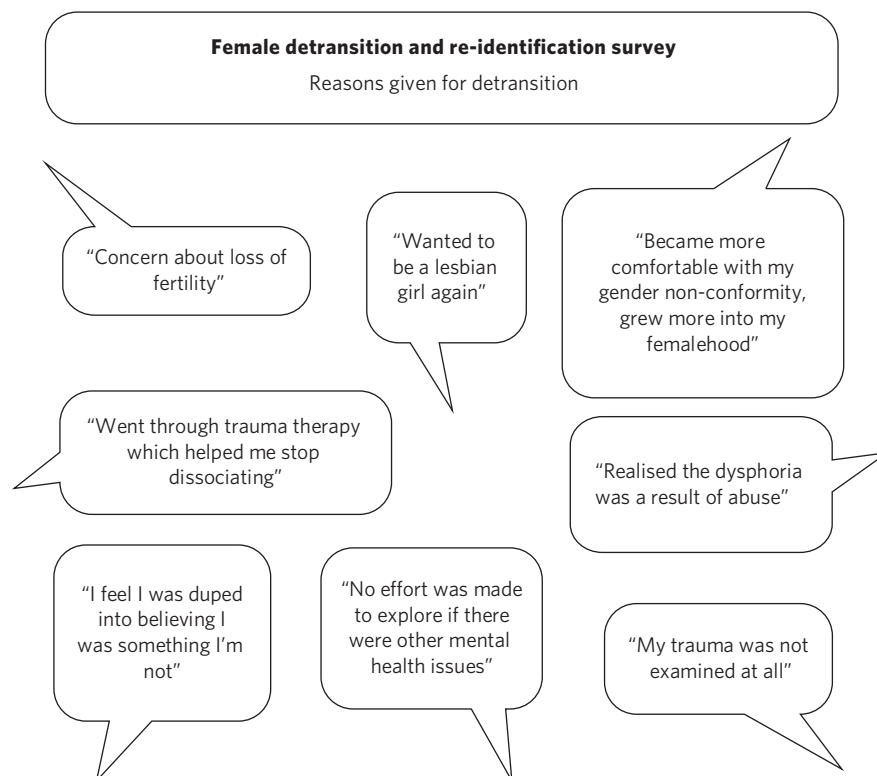 Female detransition and re-identification survey
Reasons given for detransition
“Concern about loss of
fertility”
“Wanted to
be a lesbian
girl again”
“Became more
comfortable with my
gender non-conformity,
grew more into my
femalehood”
“Went through trauma therapy
which helped me stop
dissociating”
“Realised the dysphoria
was a result of abuse”
“I feel I was duped
into believing I
was something I’m
not”
“No effort was made
to explore if there
were other mental
health issues”
“My trauma was not
examined at all”